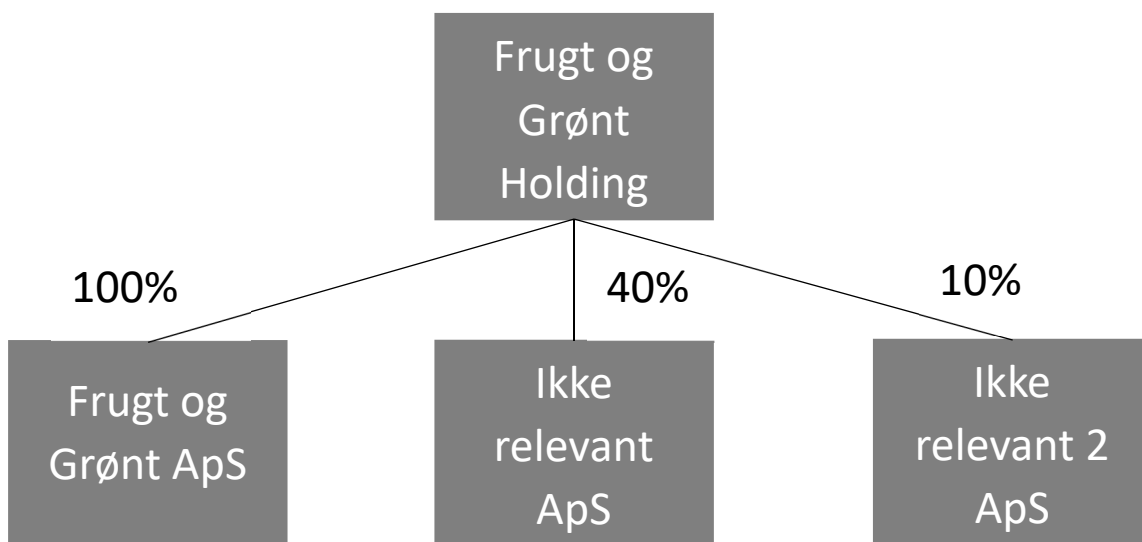 Frugt og
Grønt
Holding
100%
40%
10%
Frugt og
Grønt ApS
Ikke
relevant
ApS
Ikke
relevant 2
ApS